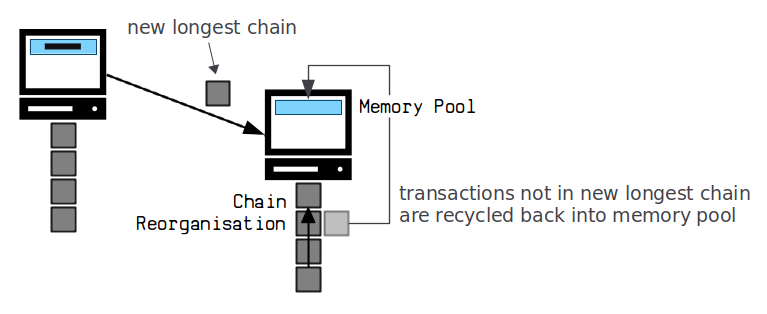 new longest chain
Memory Pool
Chain
Reorganisation
transactions not in new longest chain
are recycled back into memory pool